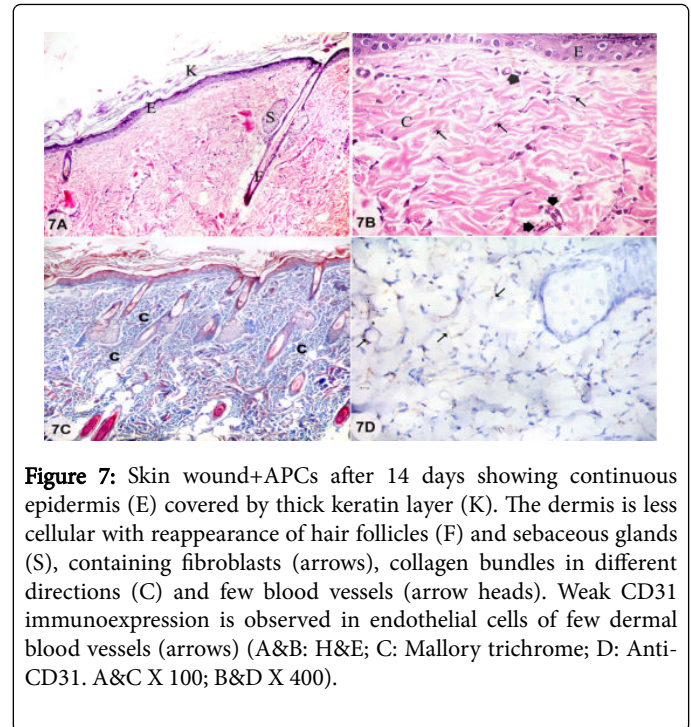 K
E
S
F
7A
E
C
7B
C
C
C
7C
7D
Figure 7: Skin wound+APCs after 14 days showing continuous
epidermis (E) covered by thick keratin layer (K). The dermis is less
cellular with reappearance of hair follicles (F) and sebaceous glands
(S), containing fibroblasts (arrows), collagen bundles in different
directions (C) and few blood vessels (arrow heads). Weak CD31
immunoexpression is observed in endothelial cells of few dermal
blood vessels (arrows) (A&B: H&E; C: Mallory trichrome; D: Anti-
CD31. A&C X 100; B&D X 400).